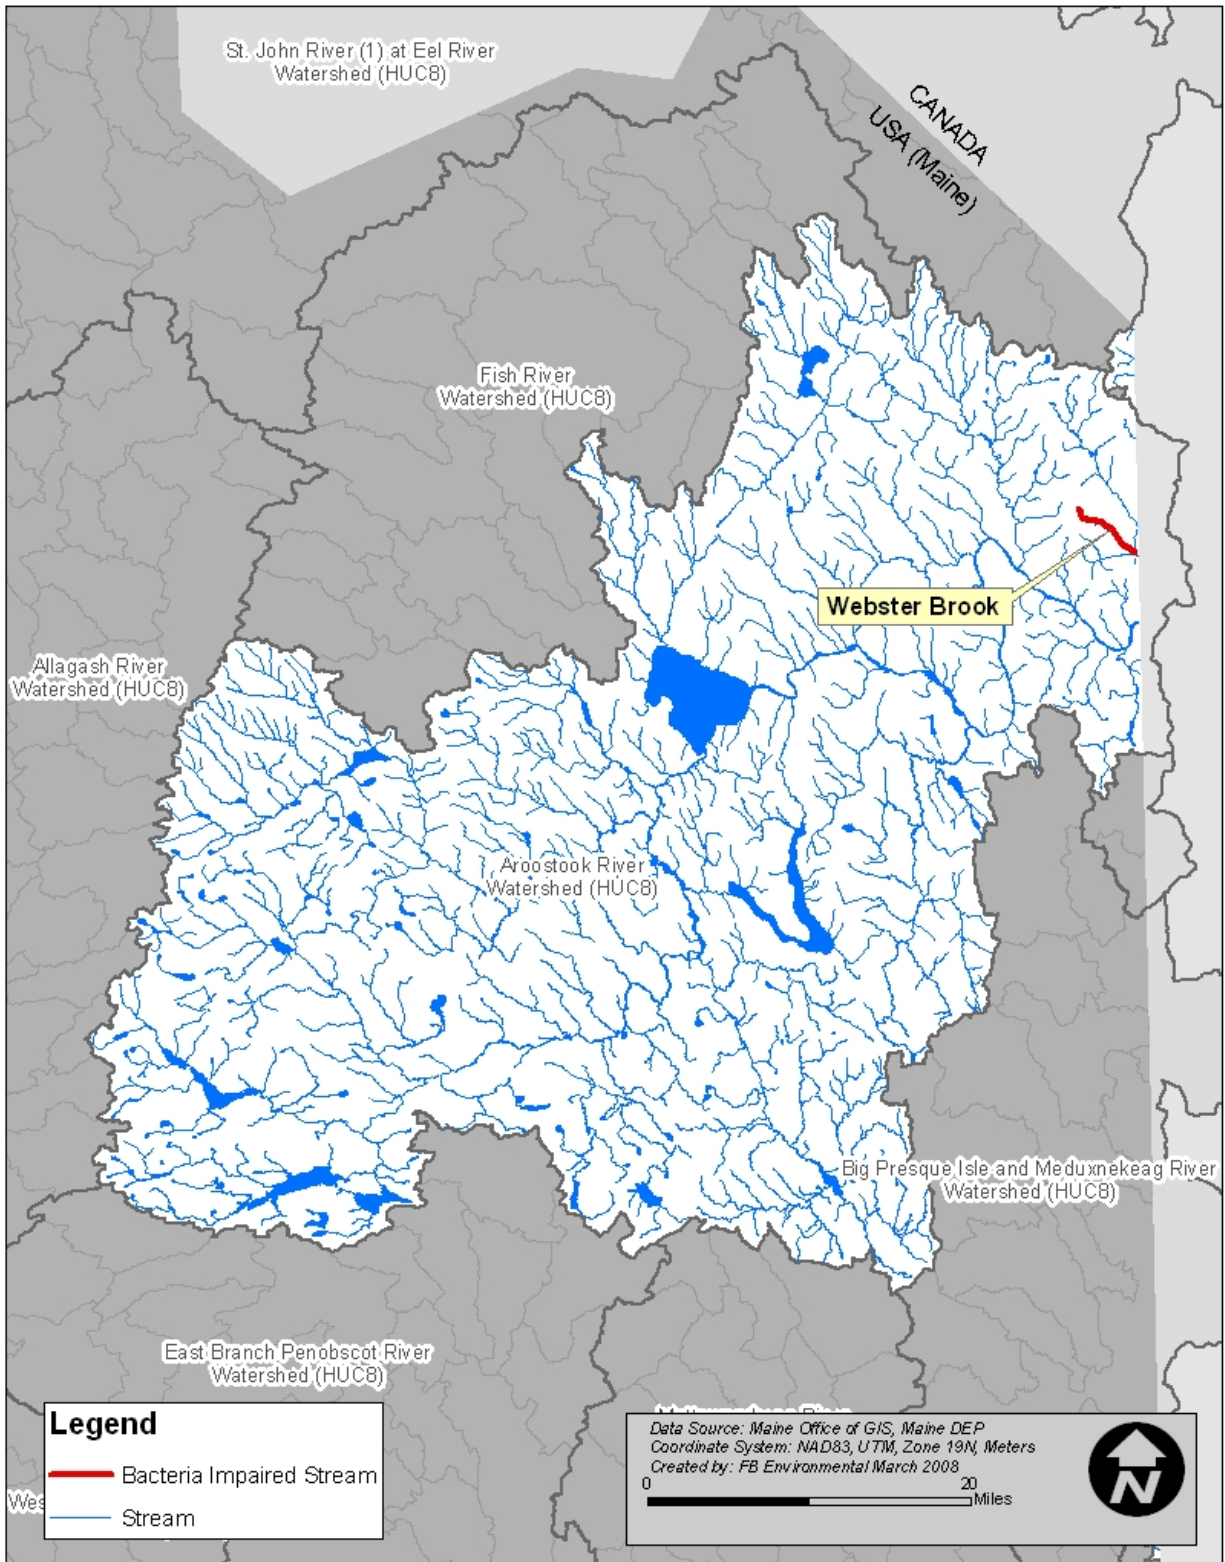 St. John River (1) at Eel River
Watershed (HUC8)
CANADA
USA (Maine)
Fish River
Watershed (HUC8)
Webster Brook
Allagash River
Watershed (HUC8)
Aroostook River
Watershed (HUC8)
Big Presque Isle and Meduxnekeag River
Watershed (HUC8)
East Branch Penobscot River
Watershed (HUC8)
Legend
Bacteria Impaired Stream
Stream
Wes
Data Source: Maine Office of GIS, Maine DEP
Coordinate System: NAD83, UTM, Zone 19N, Meters
Created by: FB Environmental March 2008
0 20
Miles
N